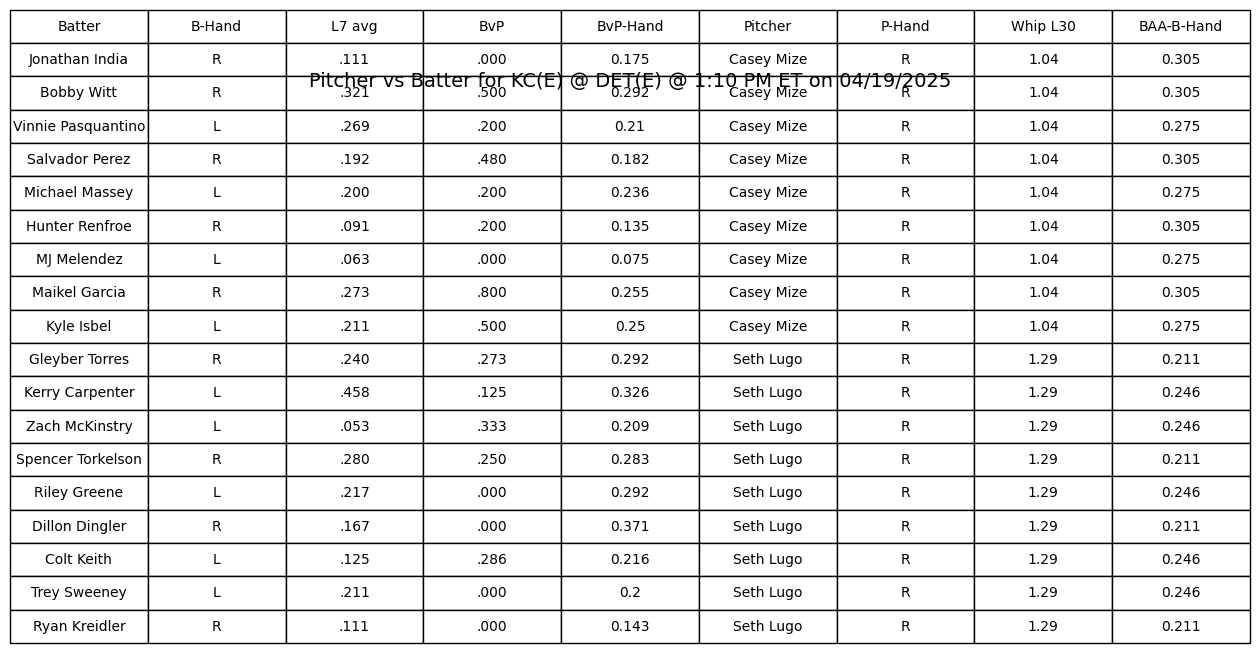 Batter B-Hand L7 avg BvP BvP-Hand Pitcher P-Hand Whip L30 BAA-B-Hand
Jonathan India R .111 .000 0.175 Casey Mize R 1.04 0.305
Pitcher vs Batter for KC(E) @ DET(E) @ 1:10 PM ET on 04/19/2025
Bobby Witt R .321 .500 0.292 Casey Mize R 1.04 0.305
Vinnie Pasquantino L .269 .200 0.21 Casey Mize R 1.04 0.275
Salvador Perez R .192 .480 0.182 Casey Mize R 1.04 0.305
Michael Massey L .200 .200 0.236 Casey Mize R 1.04 0.275
Hunter Renfroe R .091 .200 0.135 Casey Mize R 1.04 0.305
MJ Melendez L .063 .000 0.075 Casey Mize R 1.04 0.275
Maikel Garcia R .273 .800 0.255 Casey Mize R 1.04 0.305
Kyle Isbel L .211 .500 0.25 Casey Mize R 1.04 0.275
Gleyber Torres R .240 .273 0.292 Seth Lugo R 1.29 0.211
Kerry Carpenter L .458 .125 0.326 Seth Lugo R 1.29 0.246
Zach McKinstry L .053 .333 0.209 Seth Lugo R 1.29 0.246
Spencer Torkelson R .280 .250 0.283 Seth Lugo R 1.29 0.211
Riley Greene L .217 .000 0.292 Seth Lugo R 1.29 0.246
Dillon Dingler R .167 .000 0.371 Seth Lugo R 1.29 0.211
Colt Keith L .125 .286 0.216 Seth Lugo R 1.29 0.246
Trey Sweeney L .211 .000 0.2 Seth Lugo R 1.29 0.246
Ryan Kreidler R .111 .000 0.143 Seth Lugo R 1.29 0.211